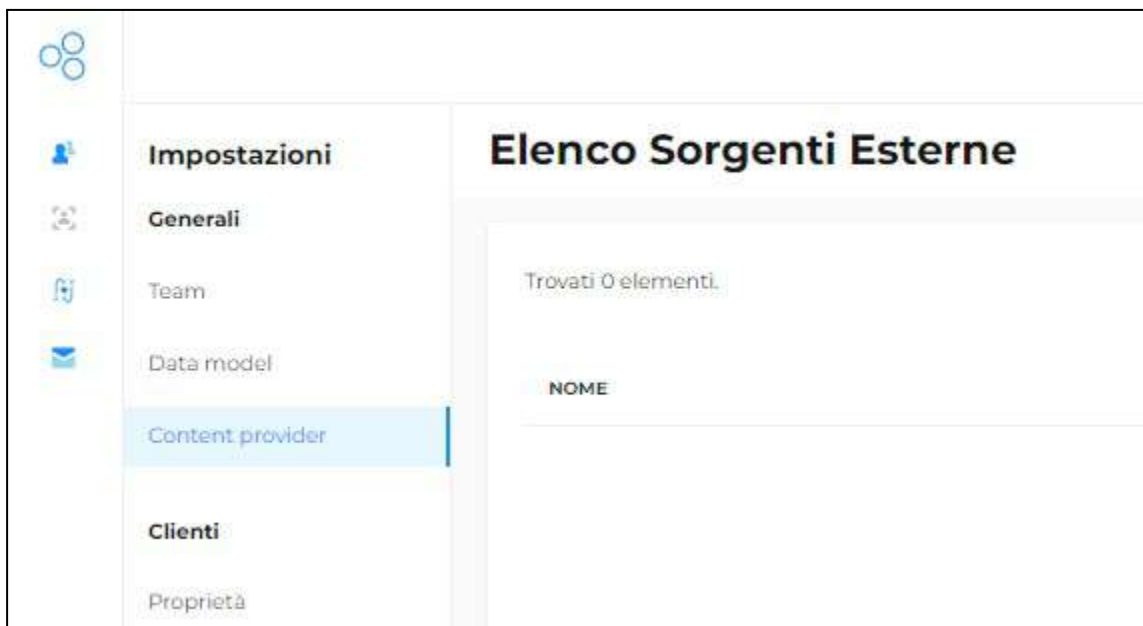 Impostazioni
Generali
Team
Data model
Content provider
Clienti
Proprietà
Elenco Sorgenti Esterne
Trovati 0 elementi.
NOME